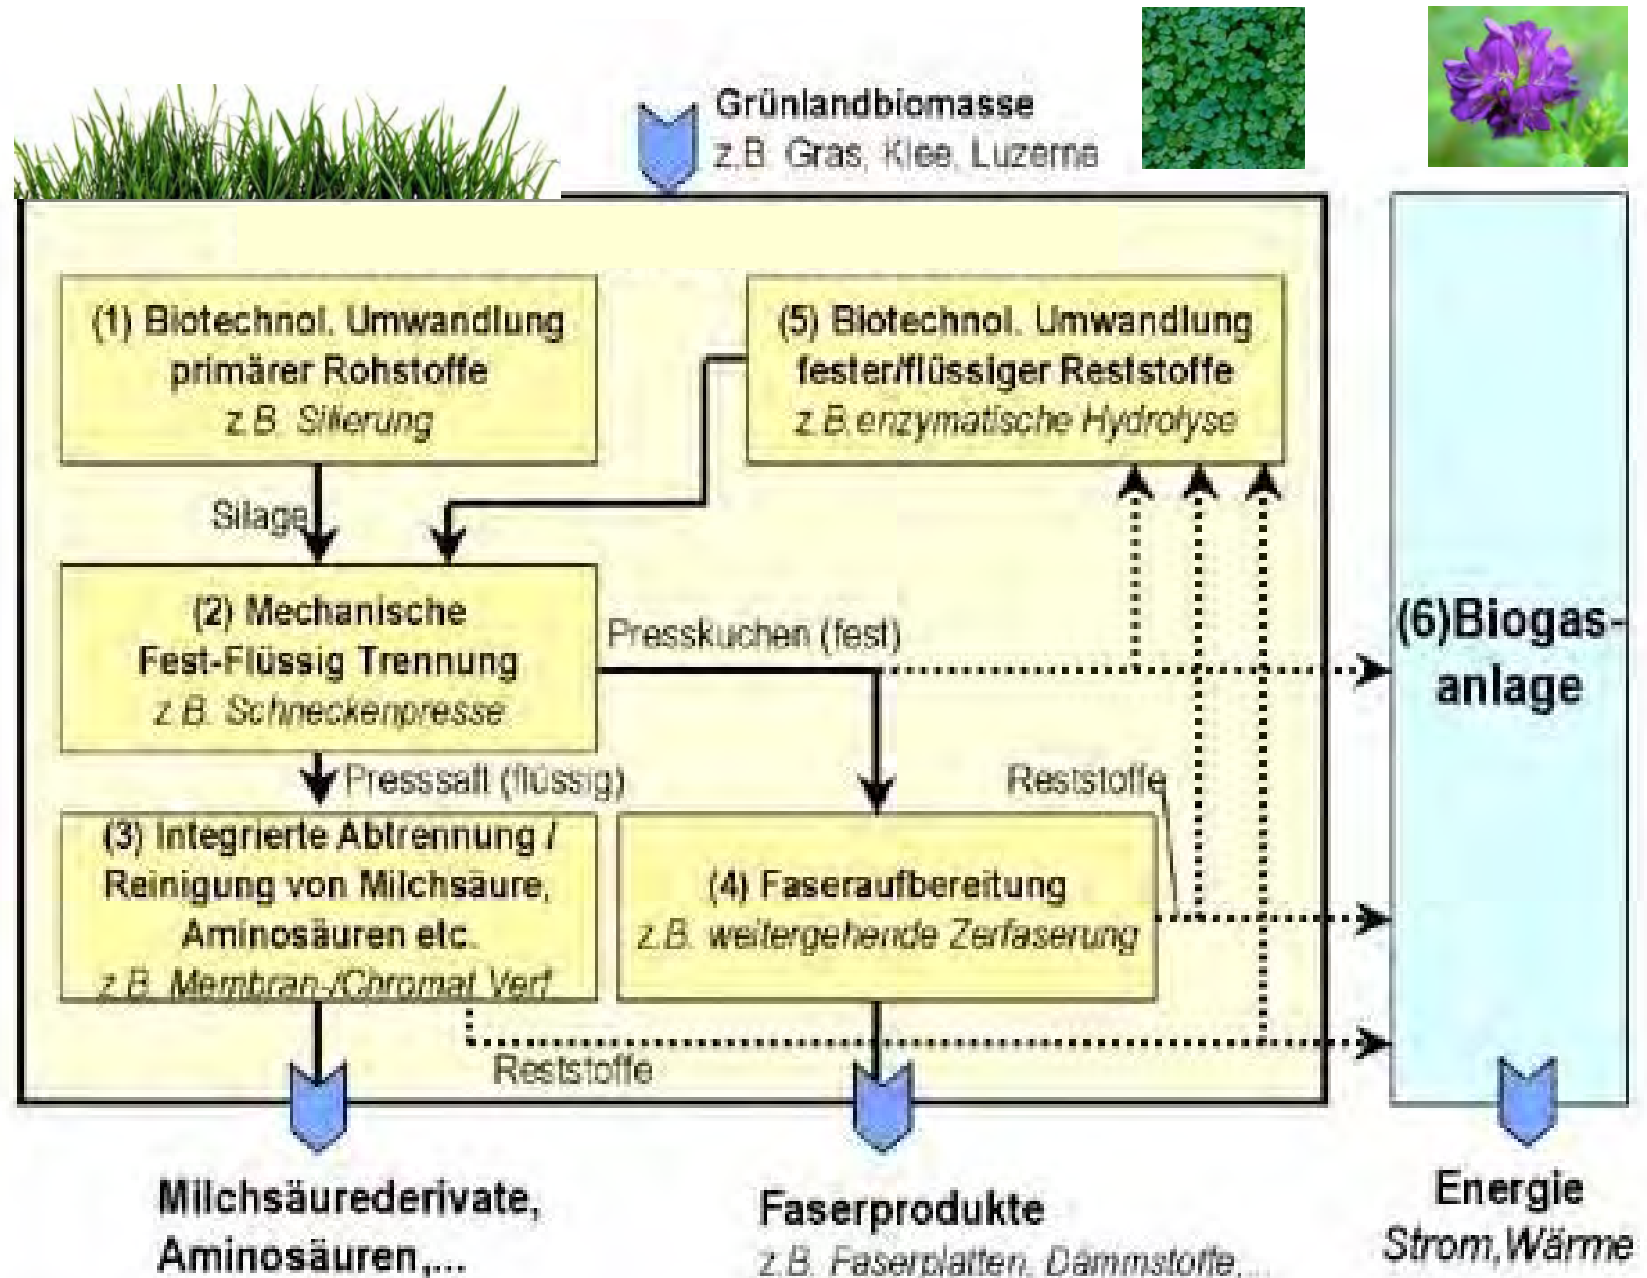 Grünlandbiomasse
z.B. Gras, Klee, Luzerne
(1) Biotechnol. Umwandlung
primärer Rohstoffe
z.B. Silierung
(5) Biotechnol. Umwandlung
fester/flüssiger Reststoffe
z.B. enzymatische Hydrolyse
Silage
(2) Mechanische
Fest-Flüssig Trennung
z.B. Schneckenpresse
Presskuchen (fest)
(6)Biogas-
anlage
Presssaft (flüssig)
Reststoffe
(3) Integrierte Abtrennung /
Reinigung von Milchsäure,
Aminosäuren etc.
z.B. Membran-/Chromat Verf.
(4) Faseraufbereitung
z.B. weitergehende Zerfaserung
Reststoffe
Milchsäurederivate,
Aminosäuren,...
Faserprodukte
z.B. Faserplatten, Dämmstoffe,...
Energie
Strom,Wärme